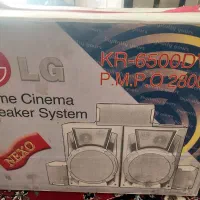 LG
KR-6500D
P.M.P.O 2800
me Cinema
eaker System
NEXO